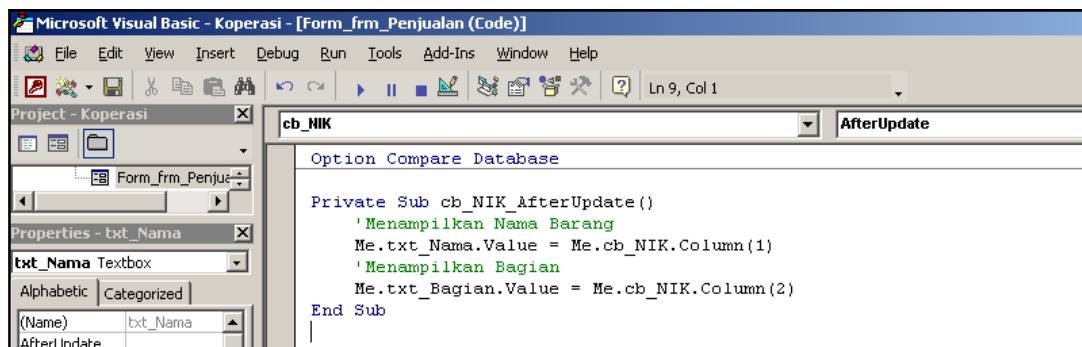 Microsoft Visual Basic - Koperasi - [Form_frm_Penjualan (Code)]
File Edit View Insert Debug Run Tools Add-Ins Window Help
Ln 9, Col 1
Project - Koperasi
Form_frm_Penjua
Properties - txt_Nama
txt_Nama Textbox
Alphabetic Categorized
(Name) txt_Nama
AfterUpdate
cb_NIK AfterUpdate
Option Compare Database
Private Sub cb_NIK_AfterUpdate()
'Menampilkan Nama Barang
Me.txt_Nama.Value = Me.cb_NIK.Column(1)
'Menampilkan Bagian
Me.txt_Bagian.Value = Me.cb_NIK.Column(2)
End Sub